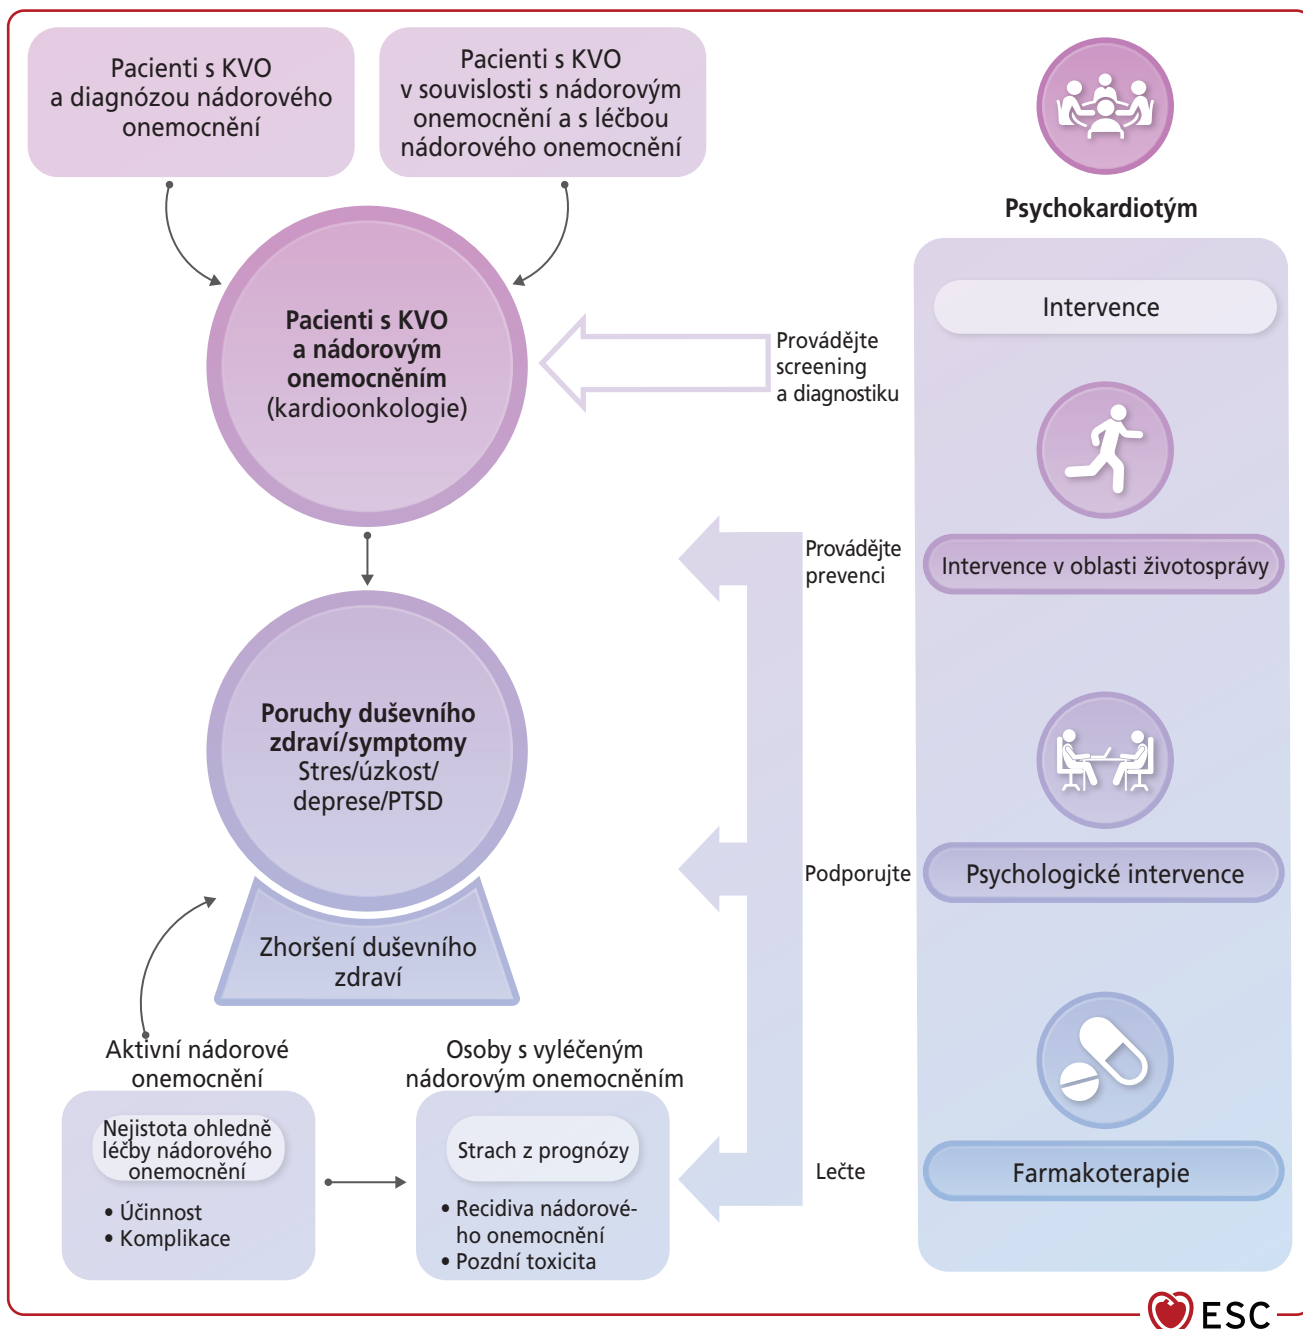 Pacienti s KVO
a diagnózou nádorového
onemocnění
Pacienti s KVO
v souvislosti s nádorovým
onemocnění a s léčbou
nádorového onemocnění
Psychokardiotým
Pacienti s KVO
a nádorovým
onemocněním
(kardioonkologie)
Provádějte
screening
a diagnostiku
Intervence
Provádějte
prevenci
Intervence v oblasti životosprávy
Poruchy duševního
zdraví/symptomy
Stres/úzkost/
deprese/PTSD
Podporujte
Psychologické intervence
Zhoršení duševního
zdraví
Aktivní nádorové
onemocnění
Nejistota ohledně
léčby nádorového
onemocnění
• Účinnost
• Komplikace
Osoby s vyléčeným
nádorovým onemocněním
Strach z prognózy
• Recidiva nádorové-
ho onemocnění
• Pozdní toxicita
Lečte
Farmakoterapie
ESC